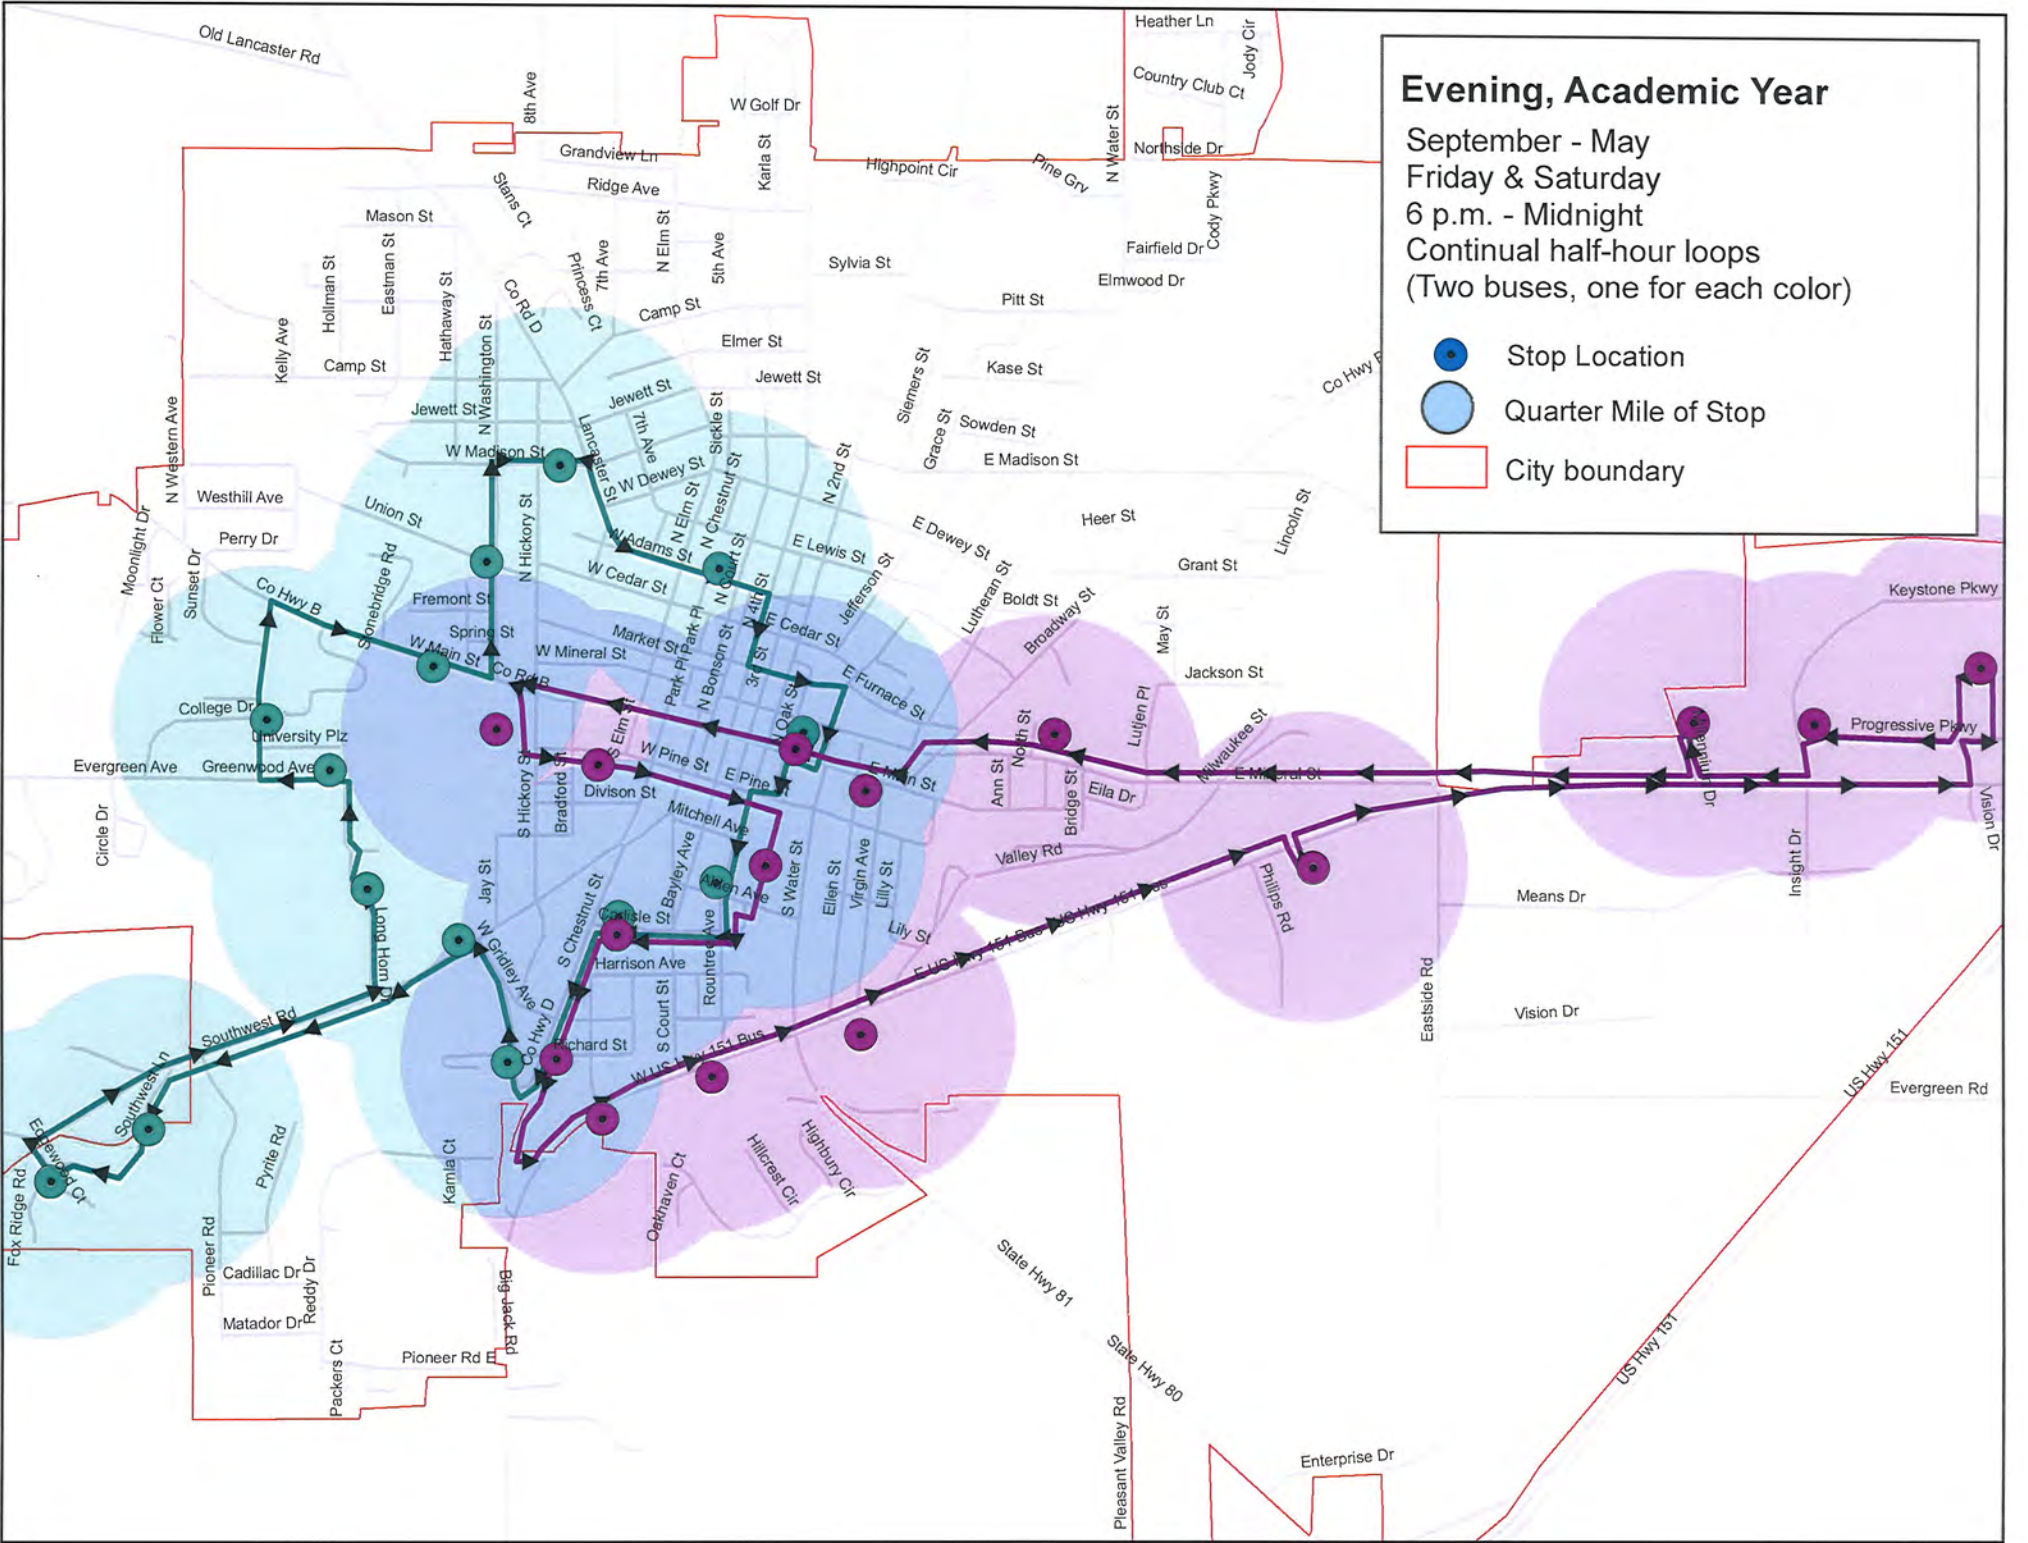 Evening, Academic Year
September - May
Friday & Saturday
6 p.m. - Midnight
Continual half-hour loops
(Two buses, one for each color)
Stop Location
Quarter Mile of Stop
City boundary
Old Lancaster Rd
8th Ave
W Golf Dr
Karla St
Grandview Ln
Ridge Ave
Highpoint Cir
Pine Grv
N Water St
Heather Ln
Jody Cir
Country Club Ct
Northside Dr
Cody Pkwy
Fairfield Dr
Elmwood Dr
Stans Ct
Mason St
Hollman St
Eastman St
Hathaway St
Princess Ct
7th Ave
N Elm St
5th Ave
Sylvia St
Pitt St
Co Rd D
Camp St
Elmer St
Kelly Ave
Camp St
N Washington St
Jewett St
Jewett St
Jewett St
Siemers St
Kase St
Grace St
Sowden St
E Madison St
N Western Ave
W Madison St
Lancaster St
7th Ave
Sickle St
W Dewey St
N 2nd St
Westhill Ave
Union St
N Hickory St
N Elm St
N Chestnut St
Heer St
Lincoln St
Moonlight Dr
Perry Dr
Sunset Dr
Flower Ct
N Adams St
N Court St
E Lewis St
E Dewey St
Grant St
W Cedar St
Jefferson St
Lutheran St
Boldt St
Broadway St
Keystone Pkwy
Co Hwy B
Stonebridge Rd
Fremont St
N 4th St
E Cedar St
May St
Spring St
Market St
Park Pl
Park Pl
N Bonson St
3rd St
W Main St
Co Rd B
W Mineral St
E Furnace St
Jackson St
College Dr
University Plz
S Elm St
N Oak St
North St
Lutjen Pl
Milwaukee St
Progressive Pkwy
Evergreen Ave
Greenwood Ave
W Pine St
E Pine St
E Main St
E Mineral St
Ann St
Bridge St
Eila Dr
Circle Dr
S Hickory St
Bradford St
Divison St
Mitchell Ave
Valley Rd
Vision Dr
Insight Dr
Jay St
Bayley Ave
Alden Ave
S Water St
Ellen St
Virgin Ave
Lilly St
Means Dr
Philips Rd
Long Horn Dr
W Gridley Ave
S Chestnut St
Carlisle St
Rountree Ave
Lily St
Harrison Ave
S Court St
Eastside Rd
Vision Dr
Southwest Rd
Co Hwy D
Richard St
W US Hwy 151 Bus
US Hwy 151
Evergreen Rd
Southwest Ln
Edgewood Ct
Pyrite Rd
Kamla Ct
Oakhaven Ct
Hillcrest Cir
Highbury Cir
Fox Ridge Rd
Pioneer Rd
Cadillac Dr
Reddy Dr
Matador Dr
Big Jack Rd
State Hwy 81
Packers Ct
Pioneer Rd E
State Hwy 80
US Hwy 151
Pleasant Valley Rd
Enterprise Dr